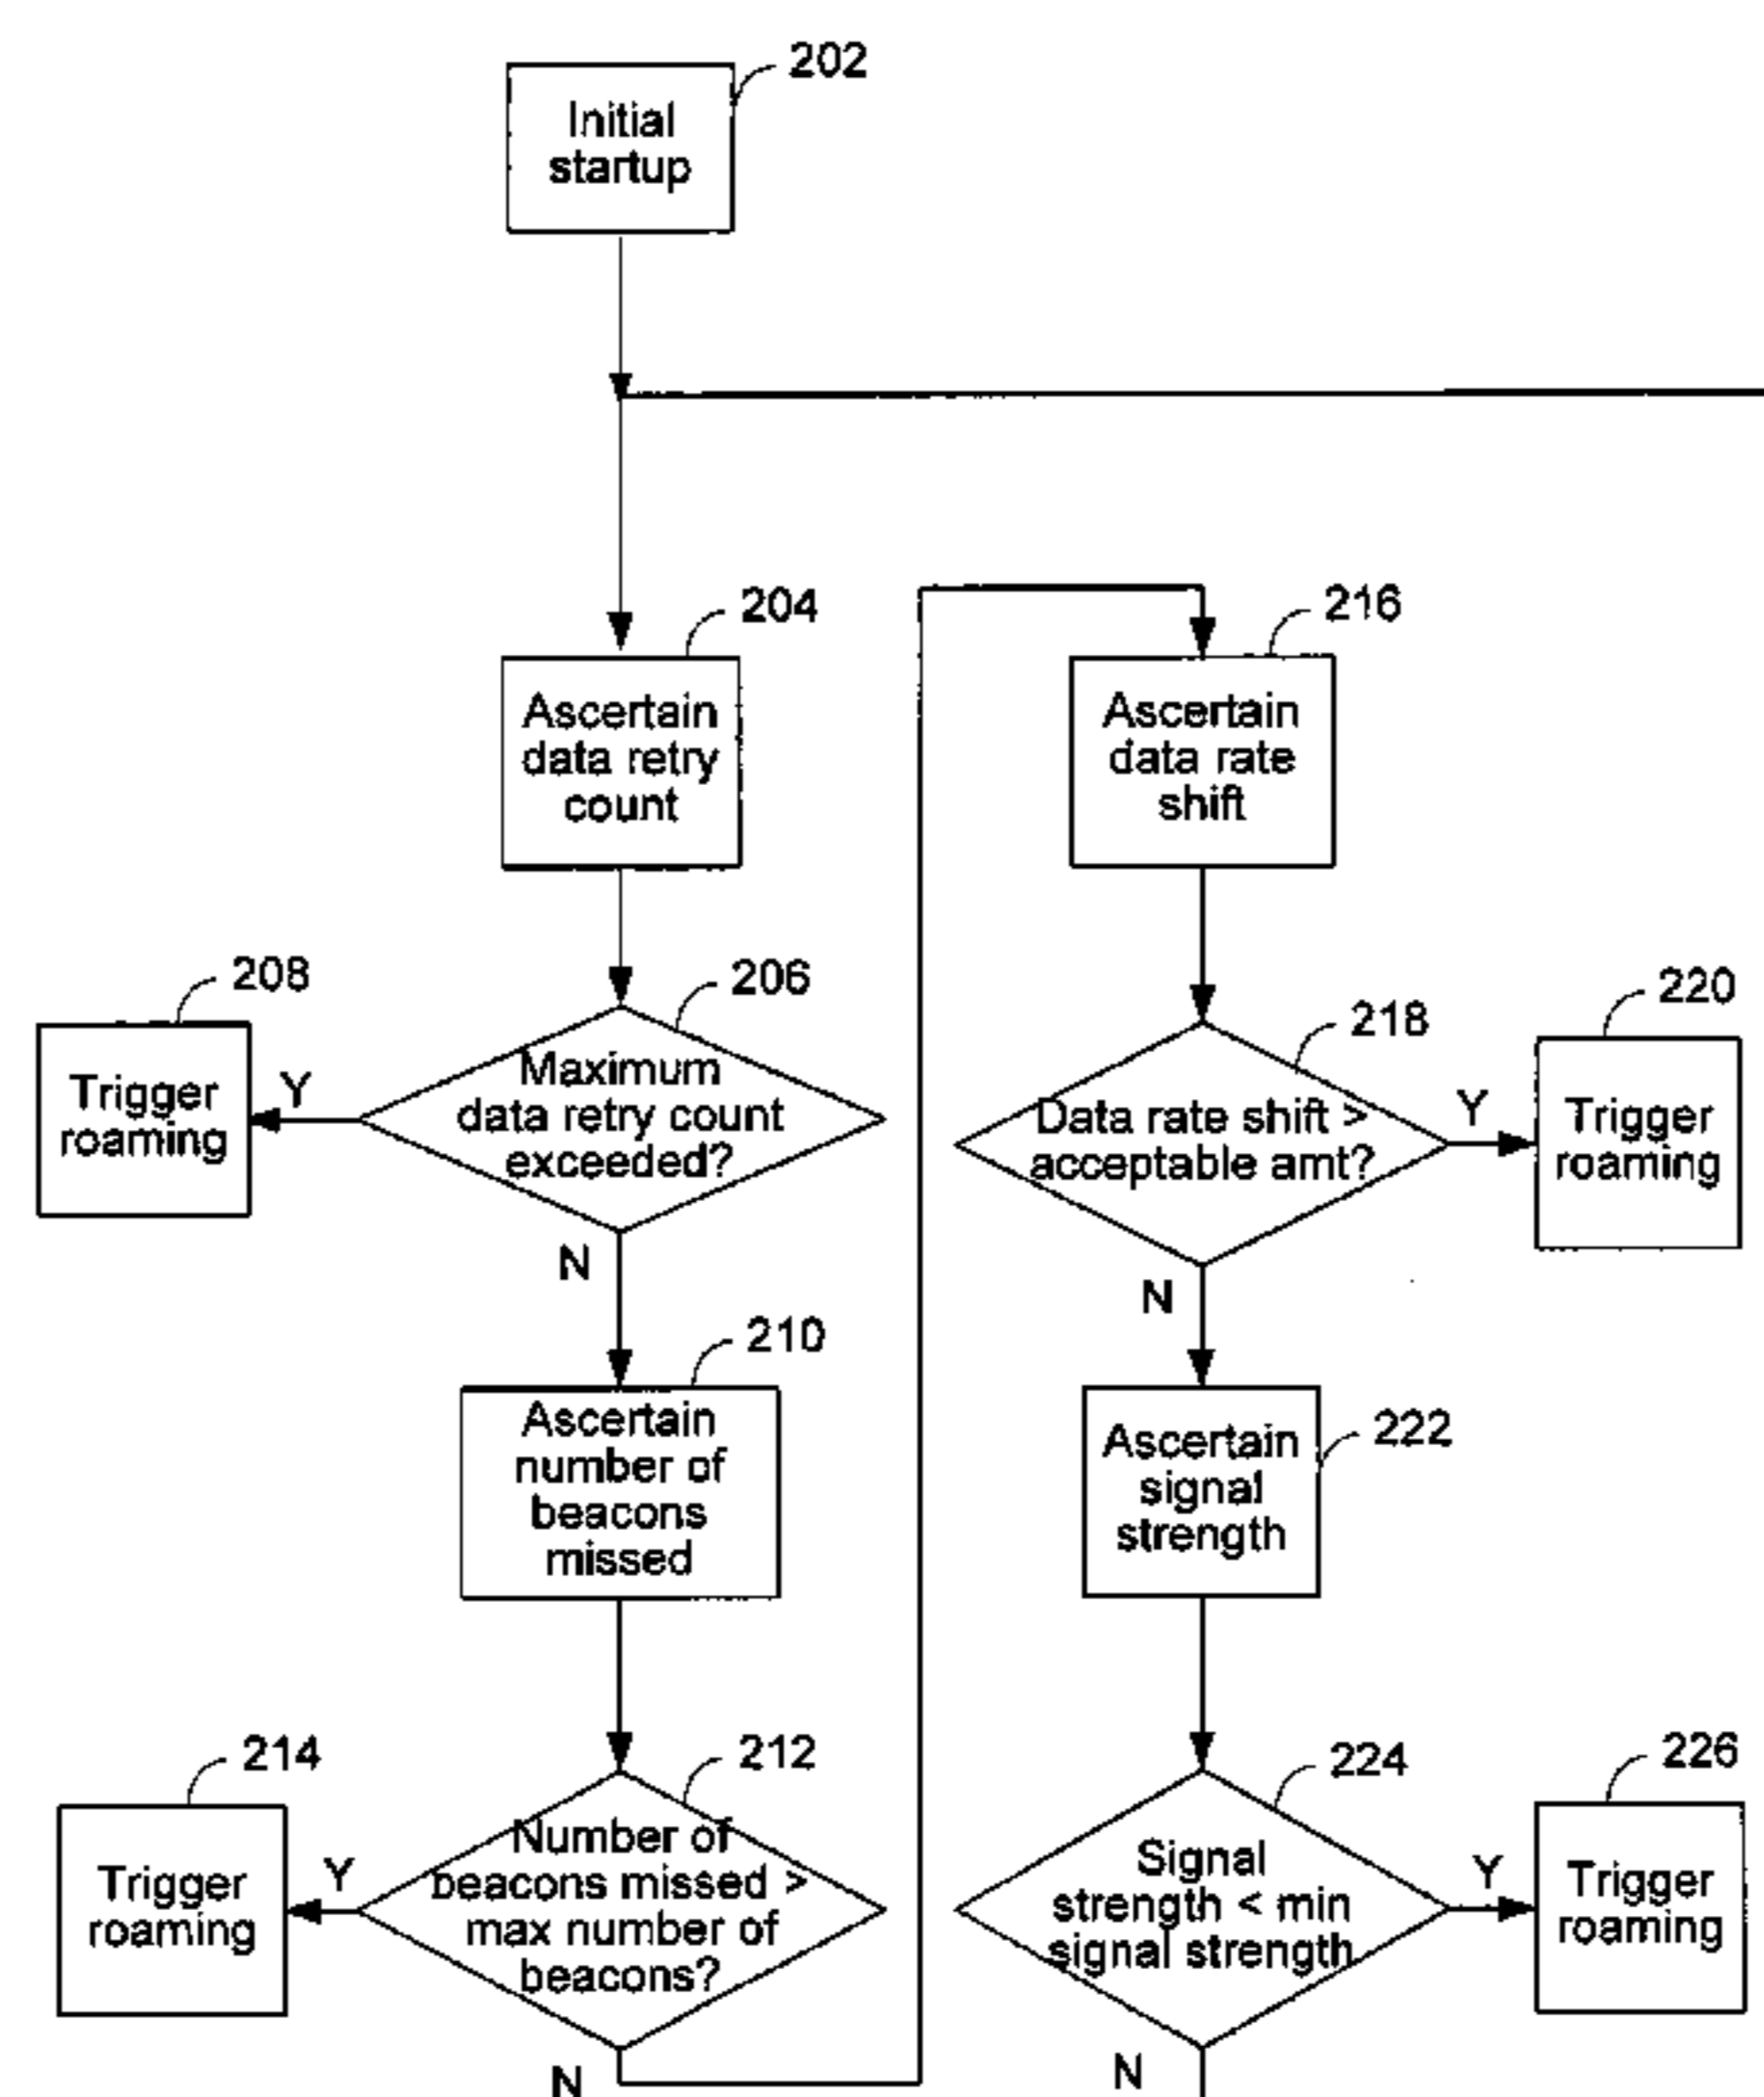 202
Initial
startup
204
Ascertain
data retry
count
206
Maximum
data retry count
exceeded?
Y
208
Trigger
roaming
N
210
Ascertain
number of
beacons
missed
212
Number of
beacons missed >
max number of
beacons?
Y
214
Trigger
roaming
N
216
Ascertain
data rate
shift
218
Data rate shift >
acceptable amt?
Y
220
Trigger
roaming
N
222
Ascertain
signal
strength
224
Signal
strength < min
signal strength
Y
226
Trigger
roaming
N